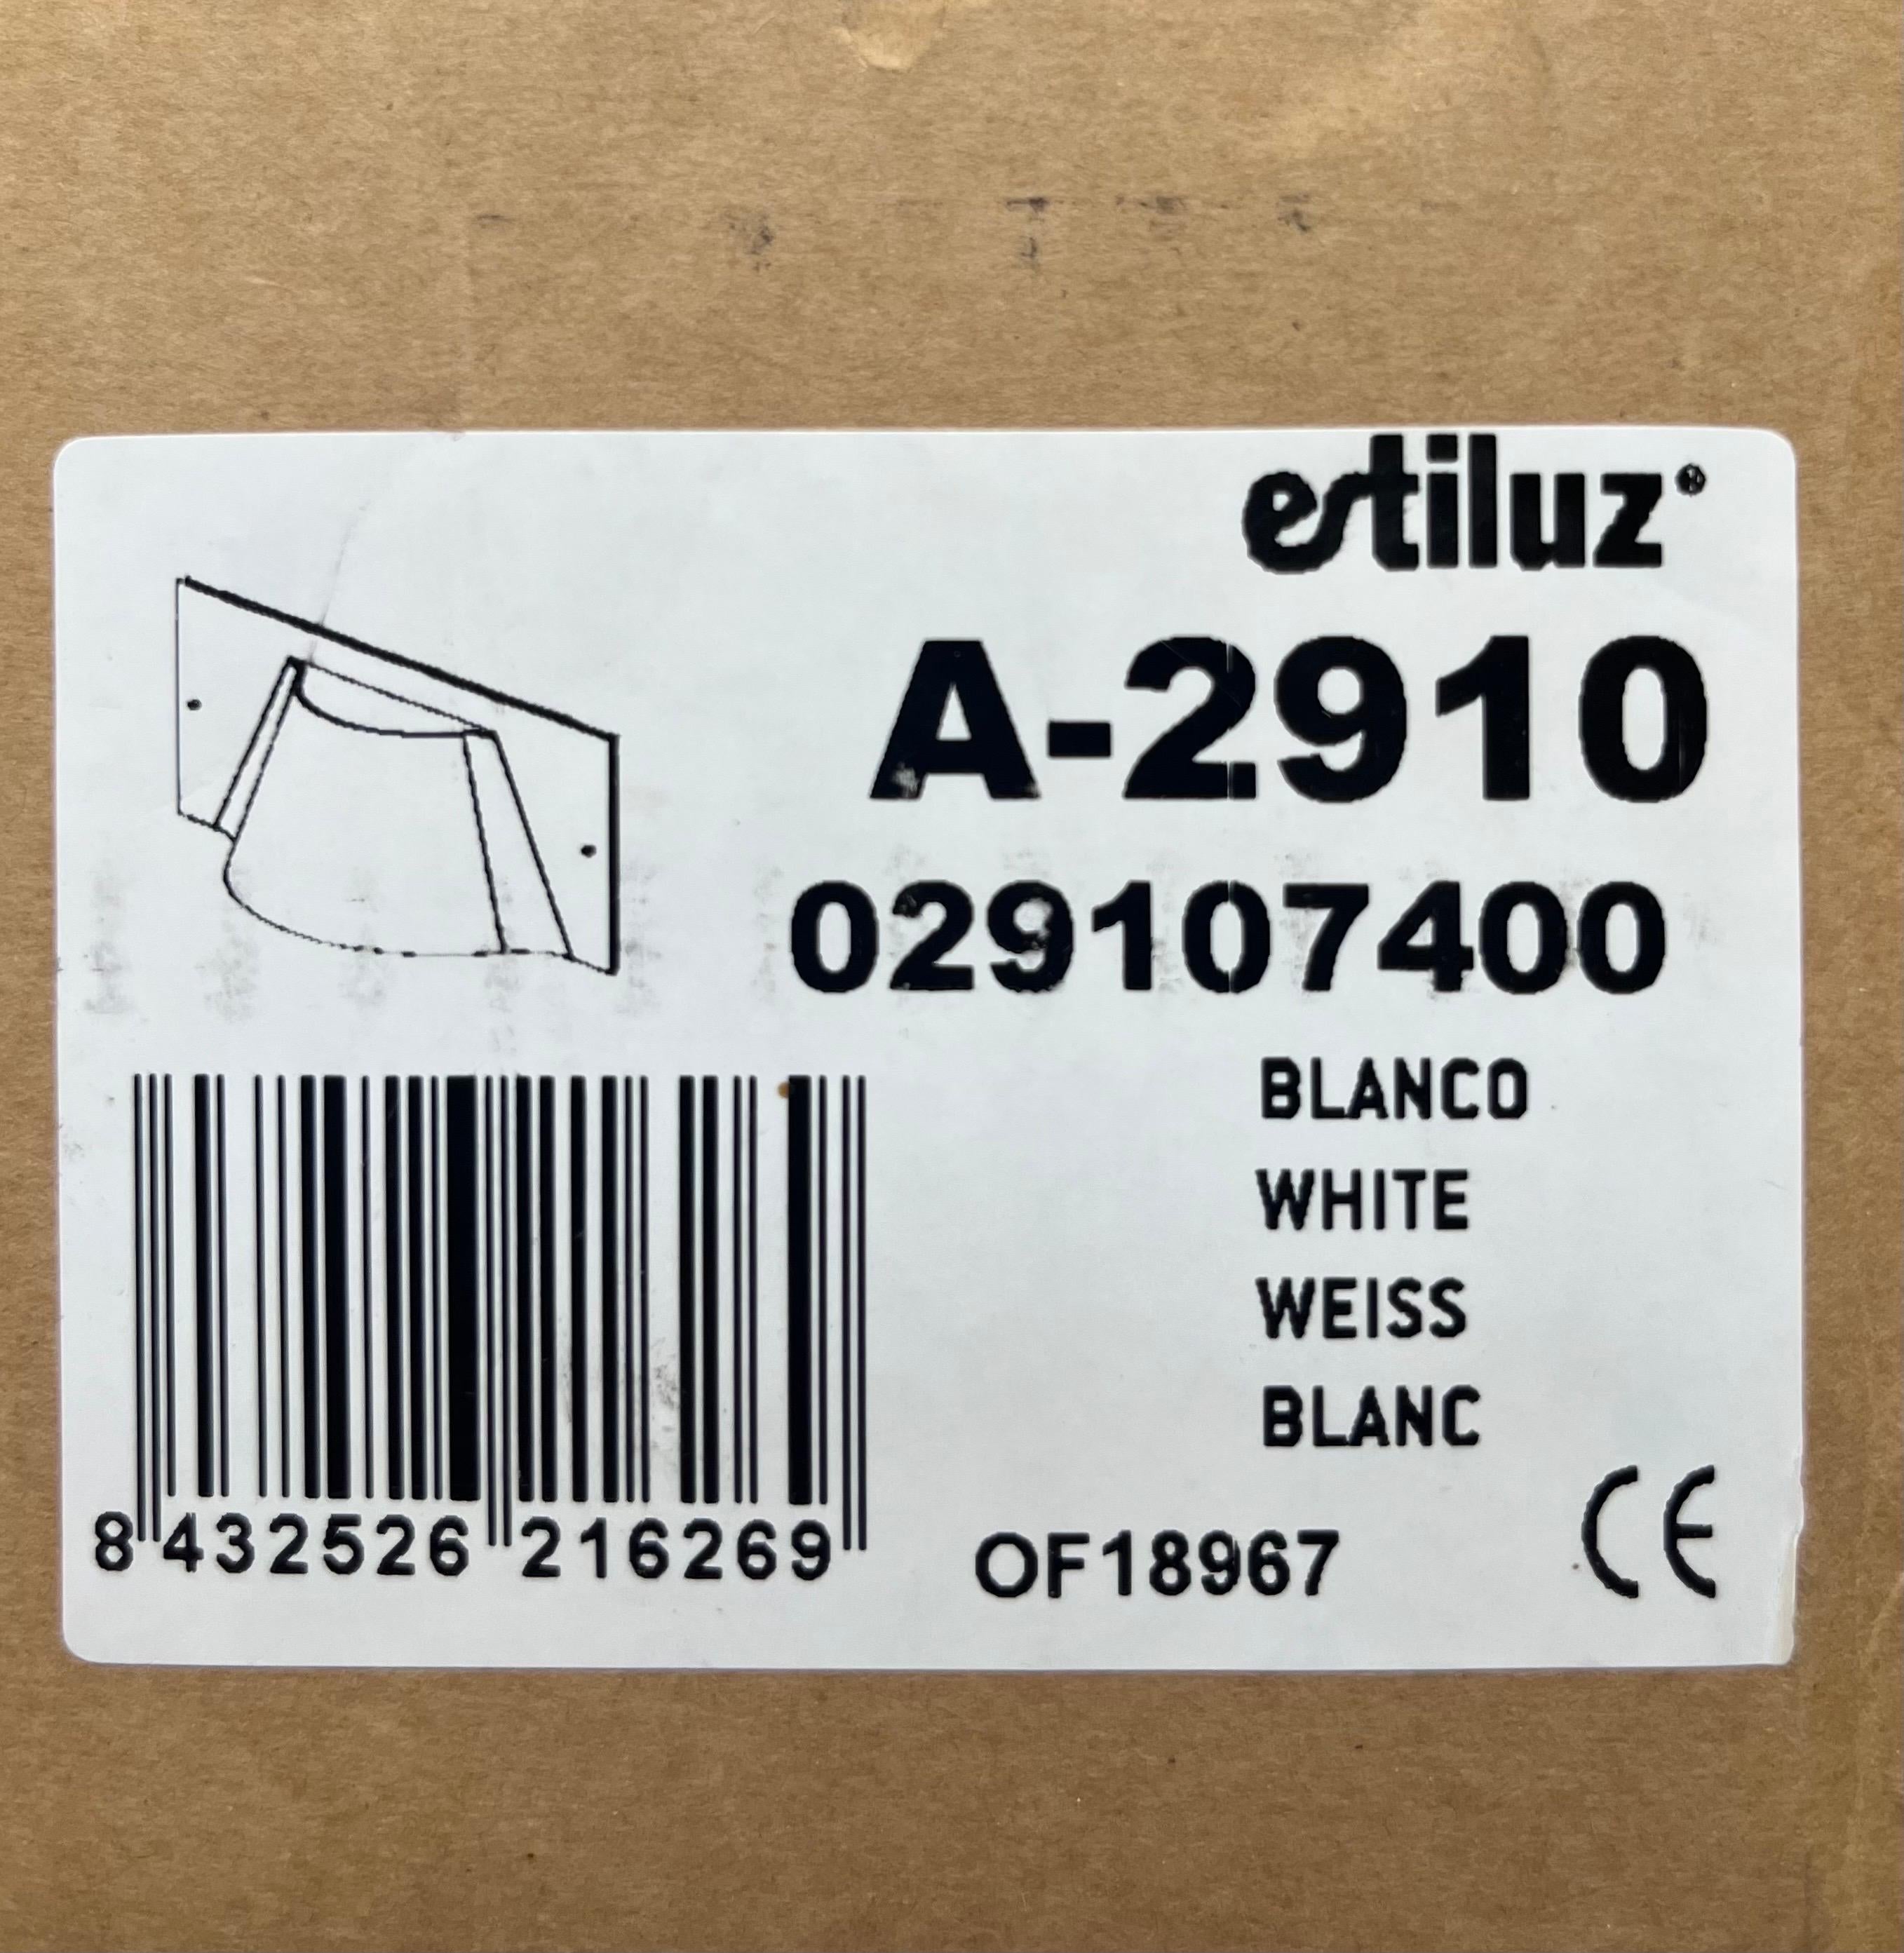 estiluz®
A-2910
029107400
BLANCO
WHITE
WEISS
BLANC
8 432526 216269
OF18967
CE